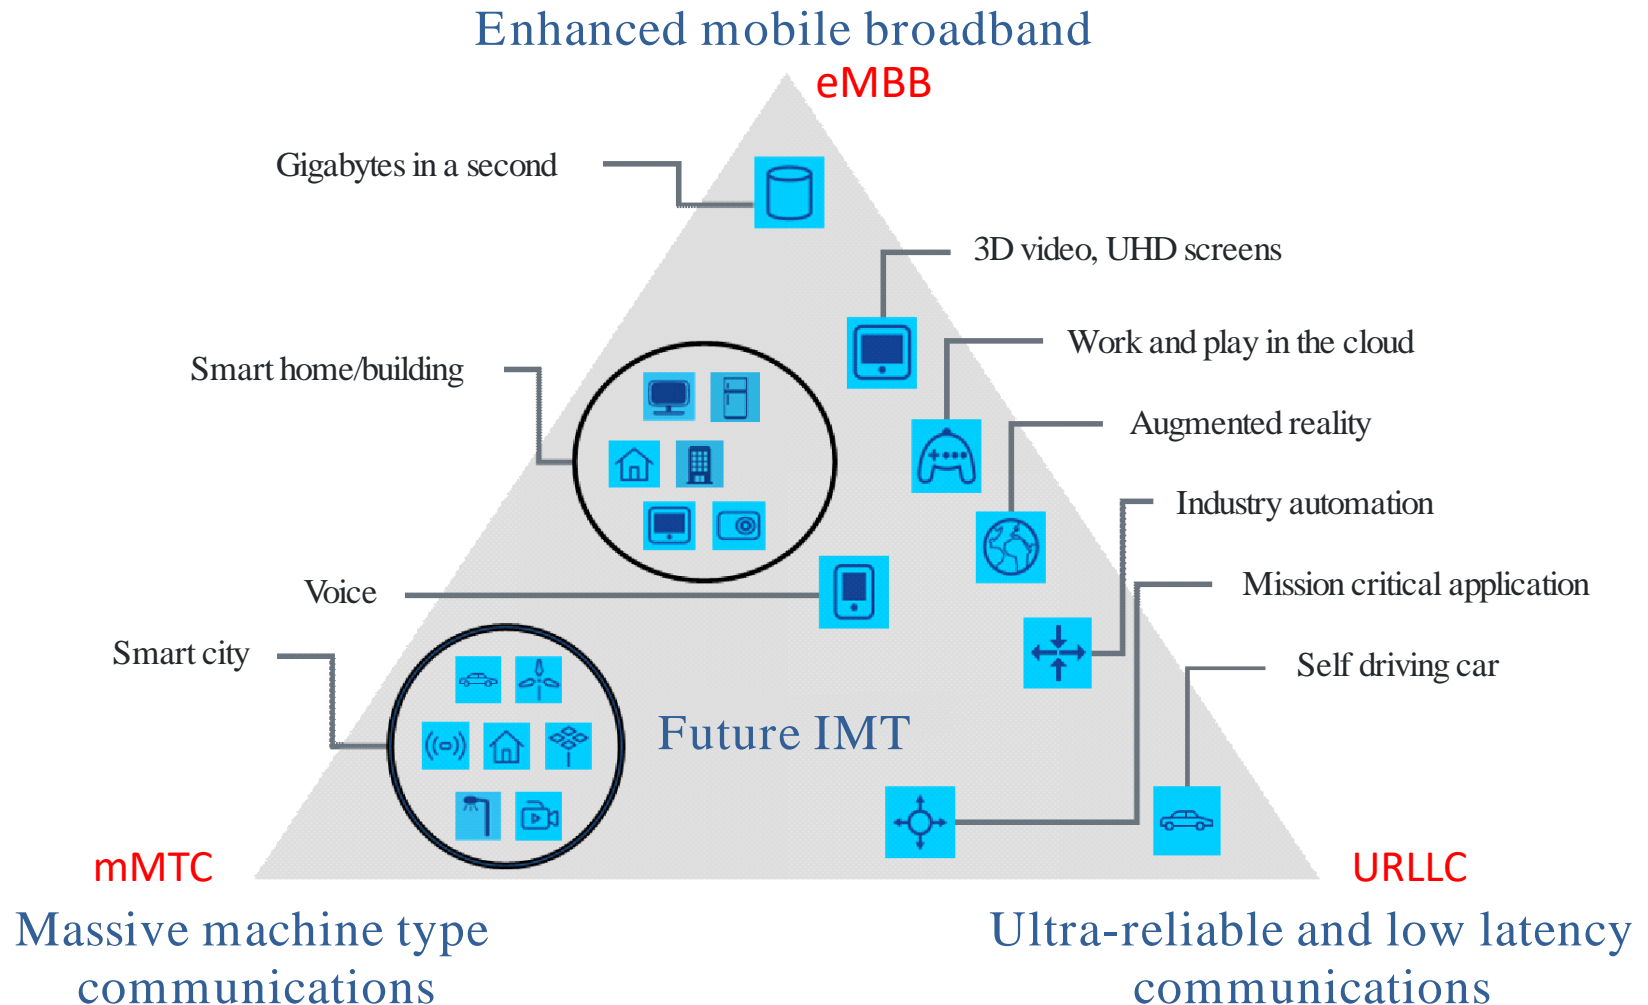 Enhanced mobile broadband
eMBB
Gigabytes in a second
3D video, UHD screens
Work and play in the cloud
Smart home/building
Augmented reality
Industry automation
Voice
Mission critical application
Smart city
Self driving car
Future IMT
mMTC
URLLC
Massive machine type
communications
Ultra-reliable and low latency
communications